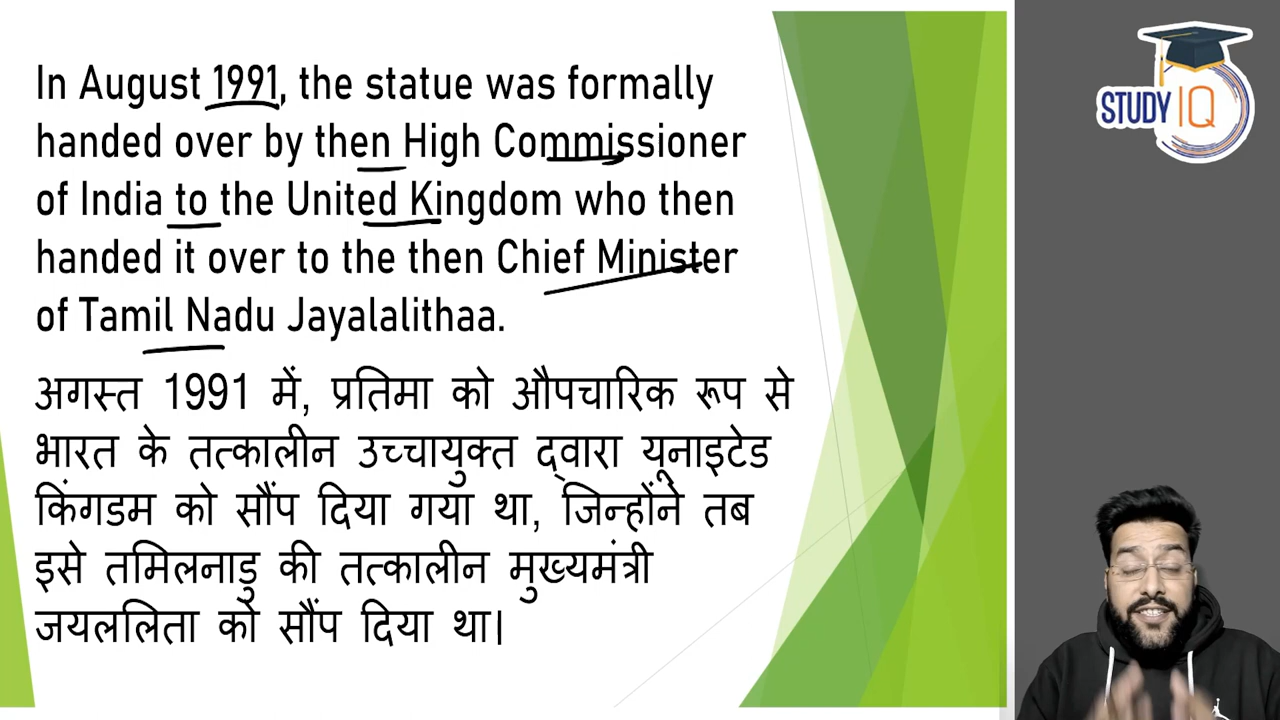 In August 1991, the statue was formally
handed over by then High Commissioner
of India to the United Kingdom who then
handed it over to the then Chief Minister
of Tamil Nadu Jayalalithaa.
अगस्त 1991 में, प्रतिमा को औपचारिक रूप से
भारत के तत्कालीन उच्चायुक्त द्वारा यूनाइटेड
किंगडम को सौंप दिया गया था, जिन्होंने तब
इसे तमिलनाडु की तत्कालीन मुख्यमंत्री
जयललिता को सौंप दिया था।
STUDY IQ